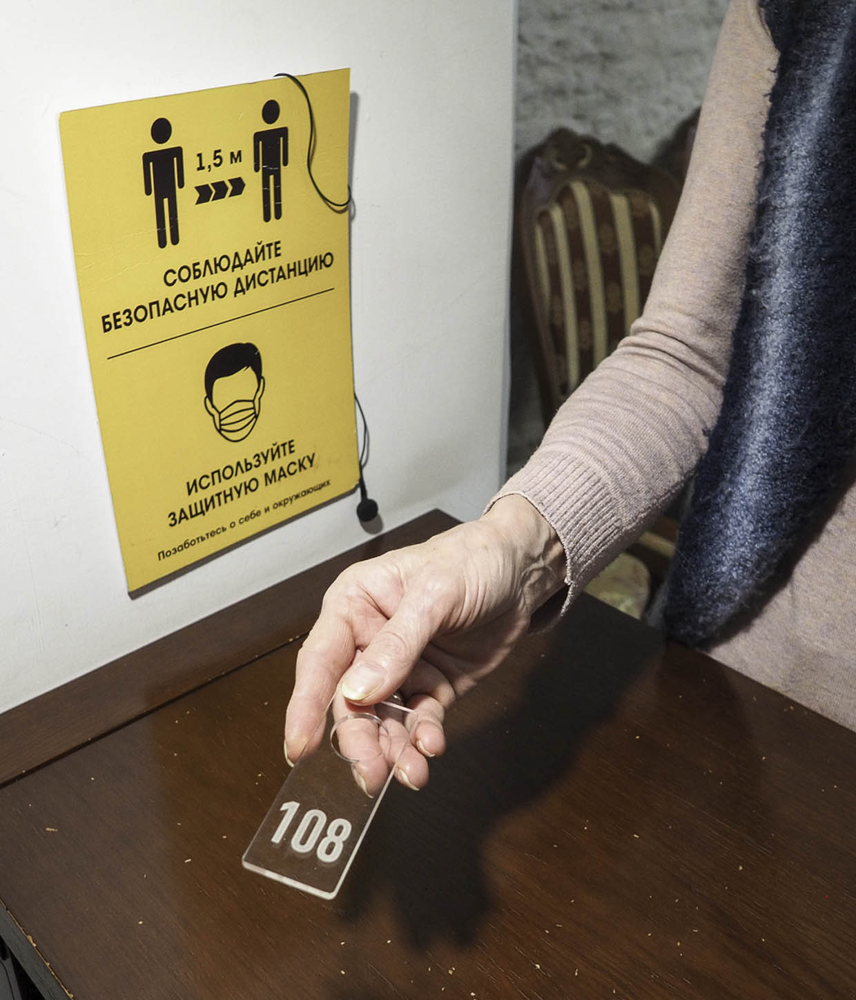 1,5 м
СОБЛЮДАЙТЕ
БЕЗОПАСНУЮ ДИСТАНЦИЮ
ИСПОЛЬЗУЙТЕ
ЗАЩИТНУЮ МАСКУ
Позаботьтесь о себе и окружающих
108